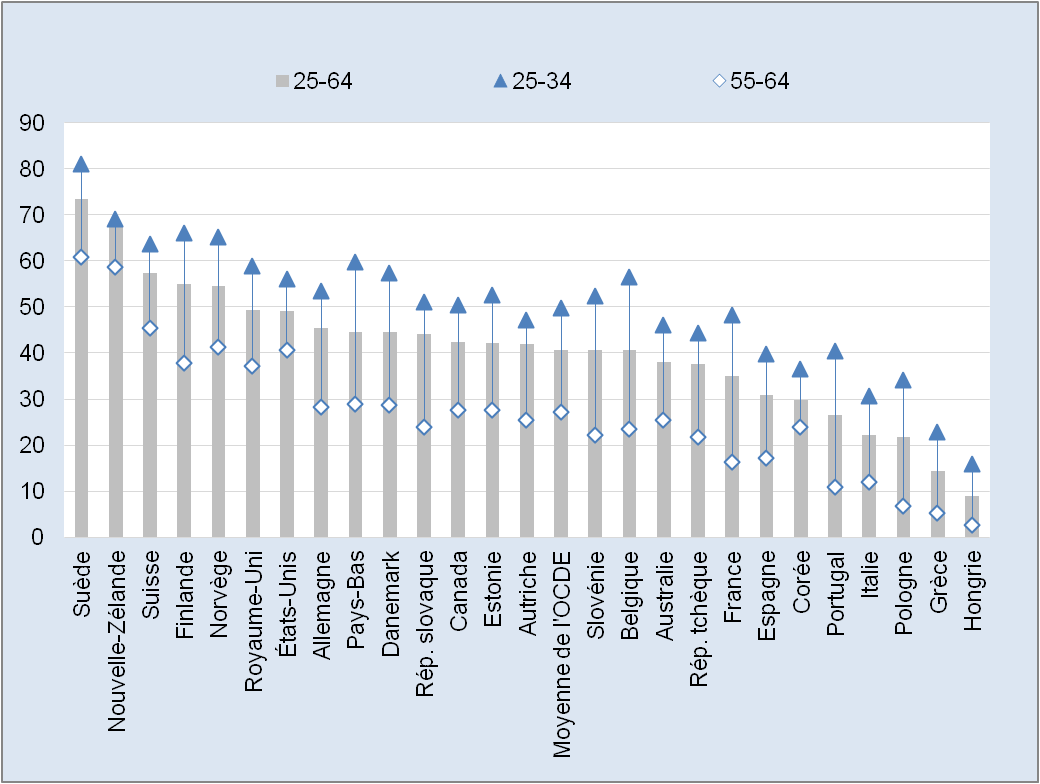 25-64 25-34 55-64
90
80
70
60
50
40
30
20
10
0
Suède
Nouvelle-Zélande
Suisse
Finlande
Norvège
Royaume-Uni
États-Unis
Allemagne
Pays-Bas
Danemark
Rép. slovaque
Canada
Estonie
Autriche
Moyenne de l'OCDE
Slovénie
Belgique
Australie
Rép. tchèque
France
Espagne
Corée
Portugal
Italie
Pologne
Grèce
Hongrie